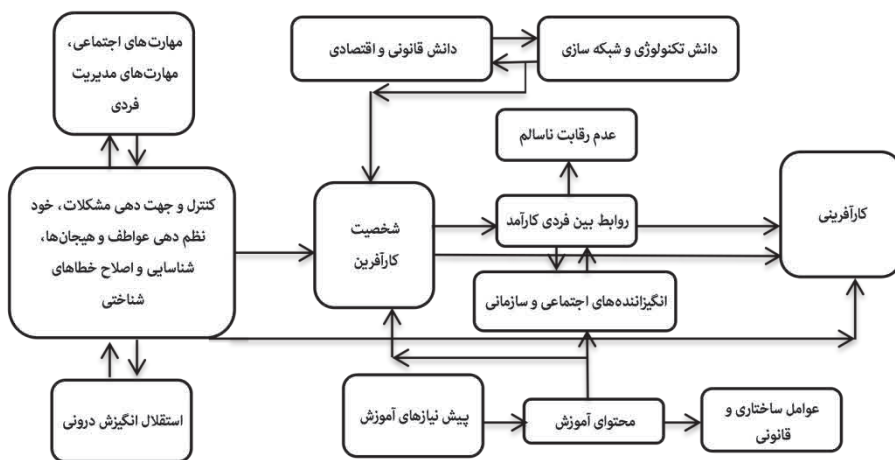 مهارت‌های اجتماعی،
مهارت‌های مدیریت
فردی
دانش قانونی و اقتصادی
دانش تکنولوژی و شبکه سازی
عدم رقابت ناسالم
کنترل و جهت دهی مشکلات، خود
نظم دهی عواطف و هیجان‌ها،
شناسایی و اصلاح خطاهای
شناختی
شخصیت
کارآفرین
روابط بین فردی کارآمد
کارآفرینی
انگیزاننده‌های اجتماعی و سازمانی
استقلال انگیزش درونی
پیش نیازهای آموزش
محتوای آموزش
عوامل ساختاری و
قانونی